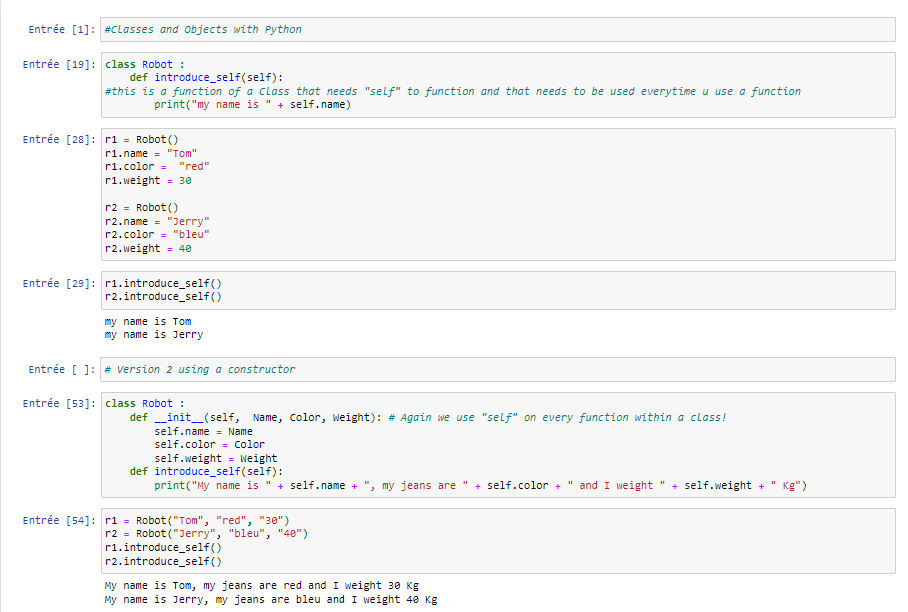 Entrée [1]: #Classes and Objects with Python
Entrée [19]: class Robot :
    def introduce_self(self):
#this is a function of a Class that needs "self" to function and that needs to be used everytime u use a function
        print("my name is " + self.name)
Entrée [28]: r1 = Robot()
r1.name = "Tom"
r1.color =  "red"
r1.weight = 30

r2 = Robot()
r2.name = "Jerry"
r2.color = "bleu"
r2.weight = 40
Entrée [29]: r1.introduce_self()
r2.introduce_self()
my name is Tom
my name is Jerry
Entrée [ ]: # Version 2 using a constructor
Entrée [53]: class Robot :
    def __init__(self,  Name, Color, Weight): # Again we use "self" on every function within a class!
        self.name = Name
        self.color = Color
        self.weight = Weight
    def introduce_self(self):
        print("My name is " + self.name + ", my jeans are " + self.color + " and I weight " + self.weight + " Kg")
Entrée [54]: r1 = Robot("Tom", "red", "30")
r2 = Robot("Jerry", "bleu", "40")
r1.introduce_self()
r2.introduce_self()
My name is Tom, my jeans are red and I weight 30 Kg
My name is Jerry, my jeans are bleu and I weight 40 Kg